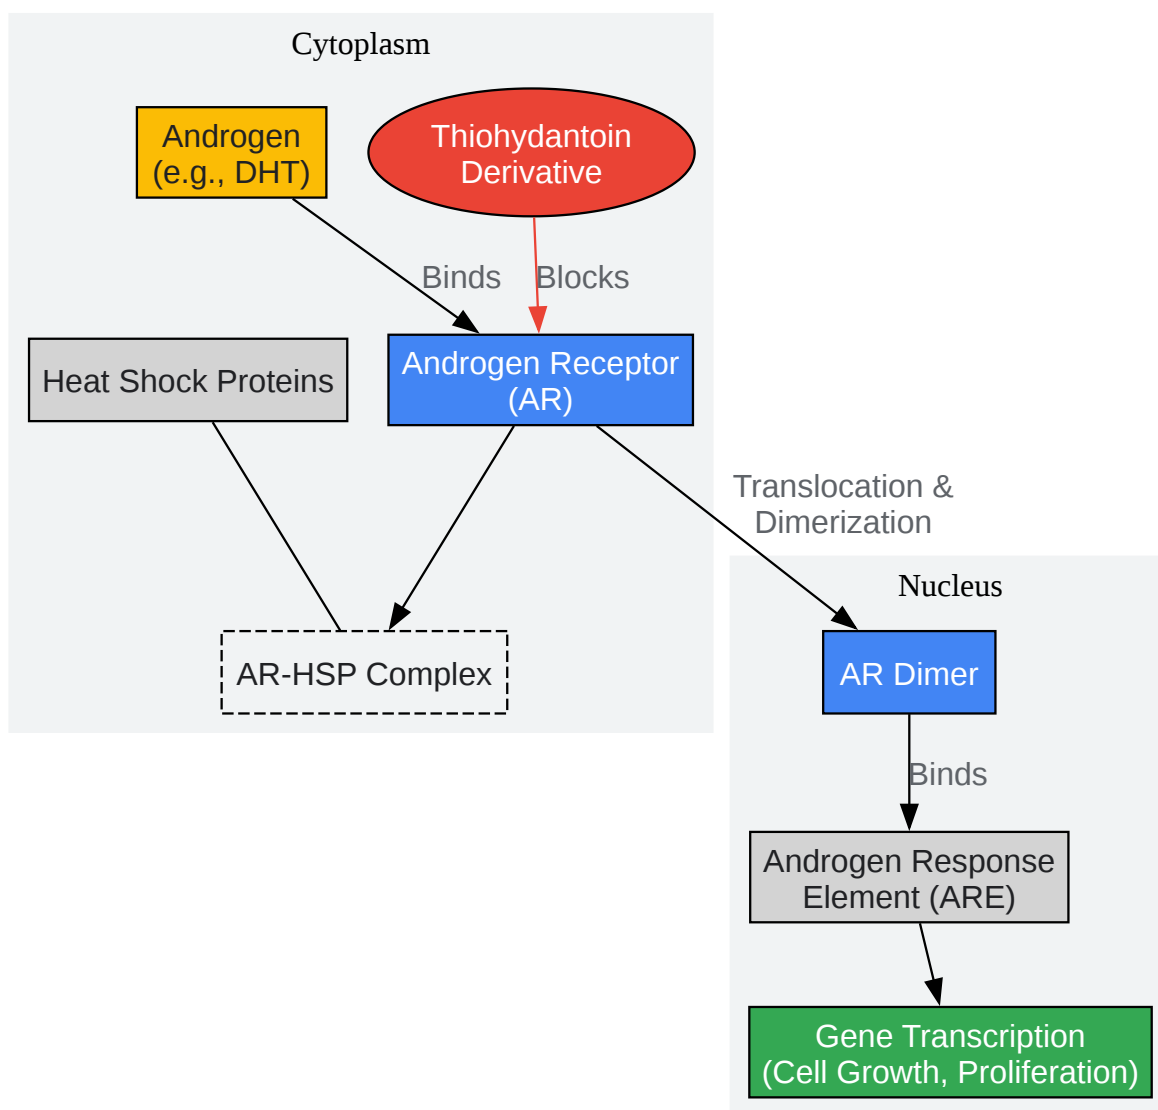 Cytoplasm
Androgen
(e.g., DHT)
Thiohydantoin
Derivative
Binds
Blocks
Heat Shock Proteins
Androgen Receptor
(AR)
Translocation &
Dimerization
AR-HSP Complex
Nucleus
AR Dimer
Binds
Androgen Response
Element (ARE)
Gene Transcription
(Cell Growth, Proliferation)